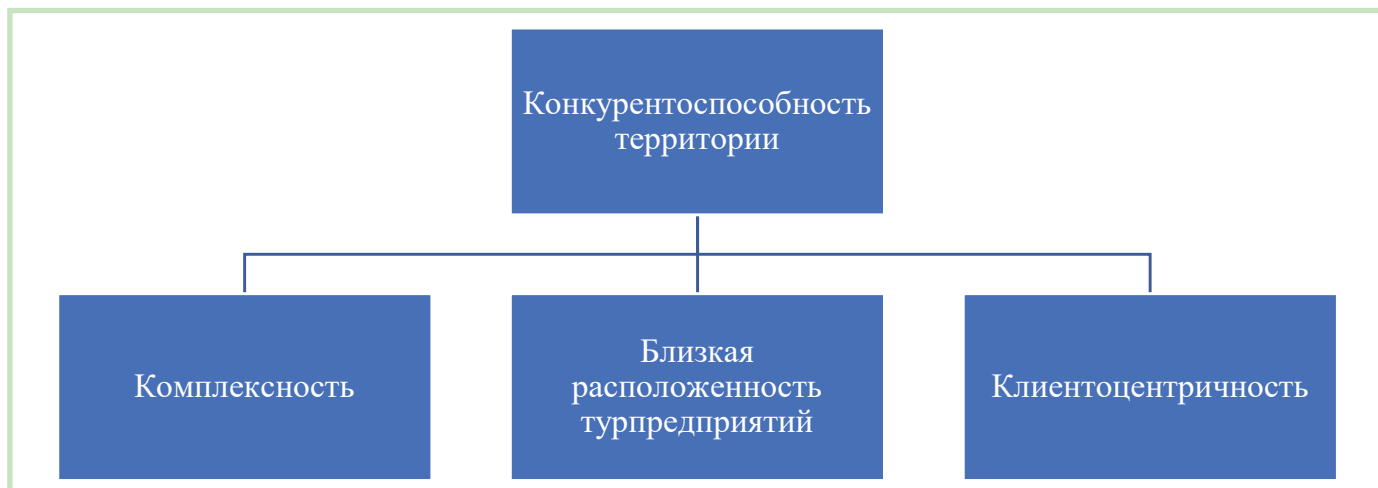 Конкурентоспособность
территории
Комплексность
Близкая
расположенность
турпредприятий
Клиентоцентричность